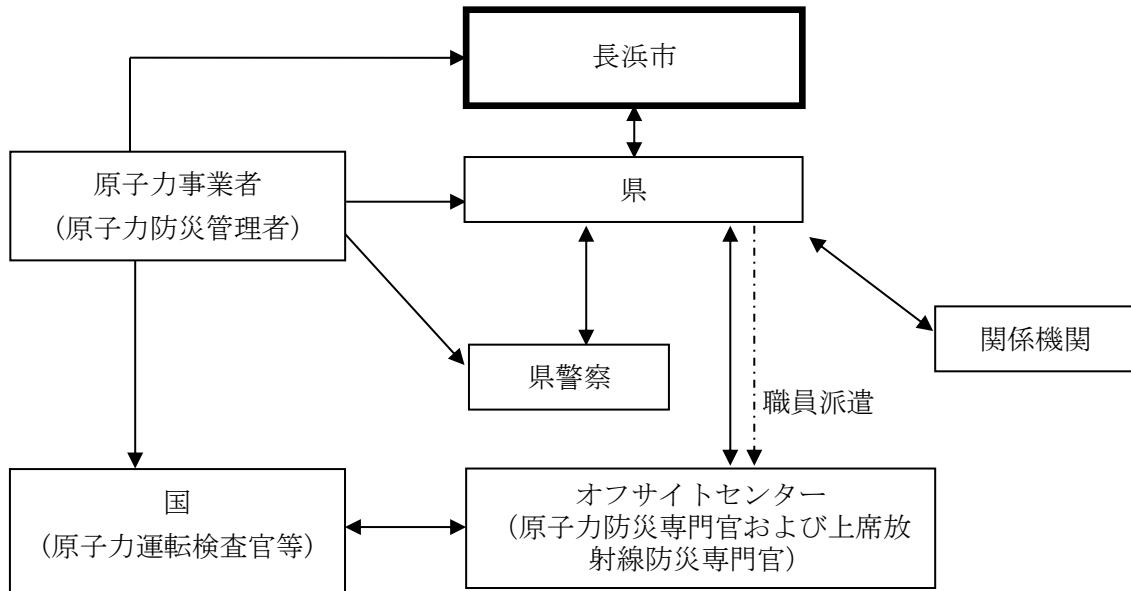 長浜市
原子力事業者
（原子力防災管理者）
県
関係機関
県警察
職員派遣
国
（原子力運転検査官等）
オフサイトセンター
（原子力防災専門官および上席放
射線防災専門官）